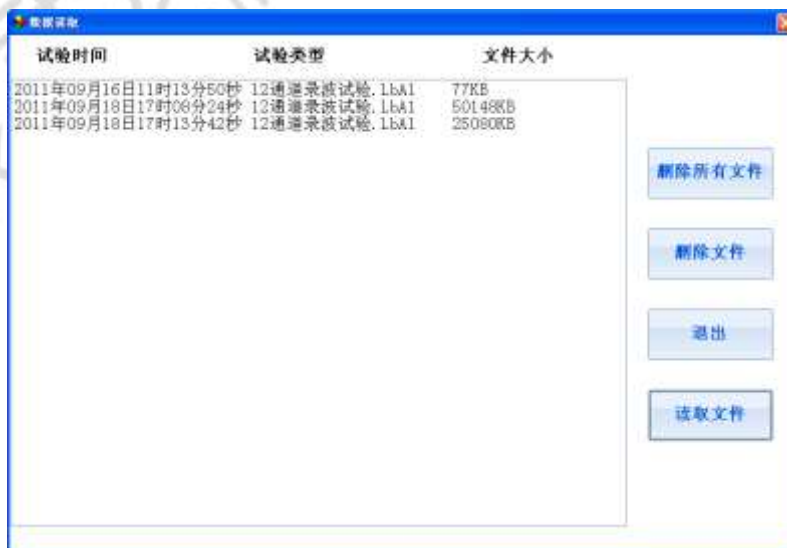 数据读取
试验时间 试验类型 文件大小
2011年09月16日11时13分50秒 12通道录波试验.LbA1 77KB
2011年09月18日17时08分24秒 12通道录波试验.LbA1 50148KB
2011年09月18日17时13分42秒 12通道录波试验.LbA1 25080KB
删除所有文件
删除文件
退出
读取文件